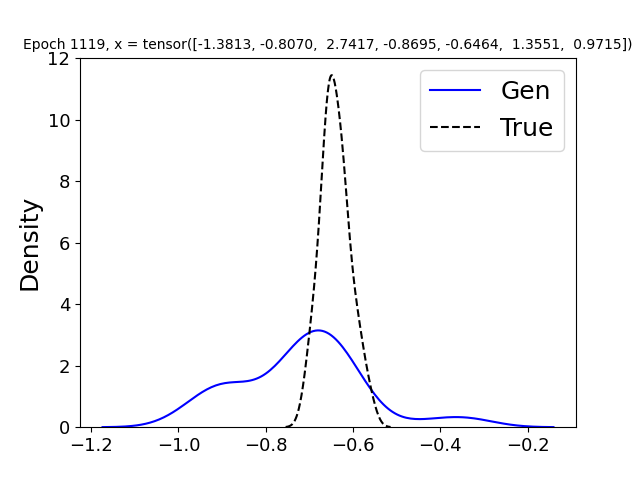 Epoch 1119, x = tensor([-1.3813, -0.8070,  2.7417, -0.8695, -0.6464,  1.3551,  0.9715])
12
Gen
True
10
8
6
4
2
0
Density
−1.2 −1.0 −0.8 −0.6 −0.4 −0.2